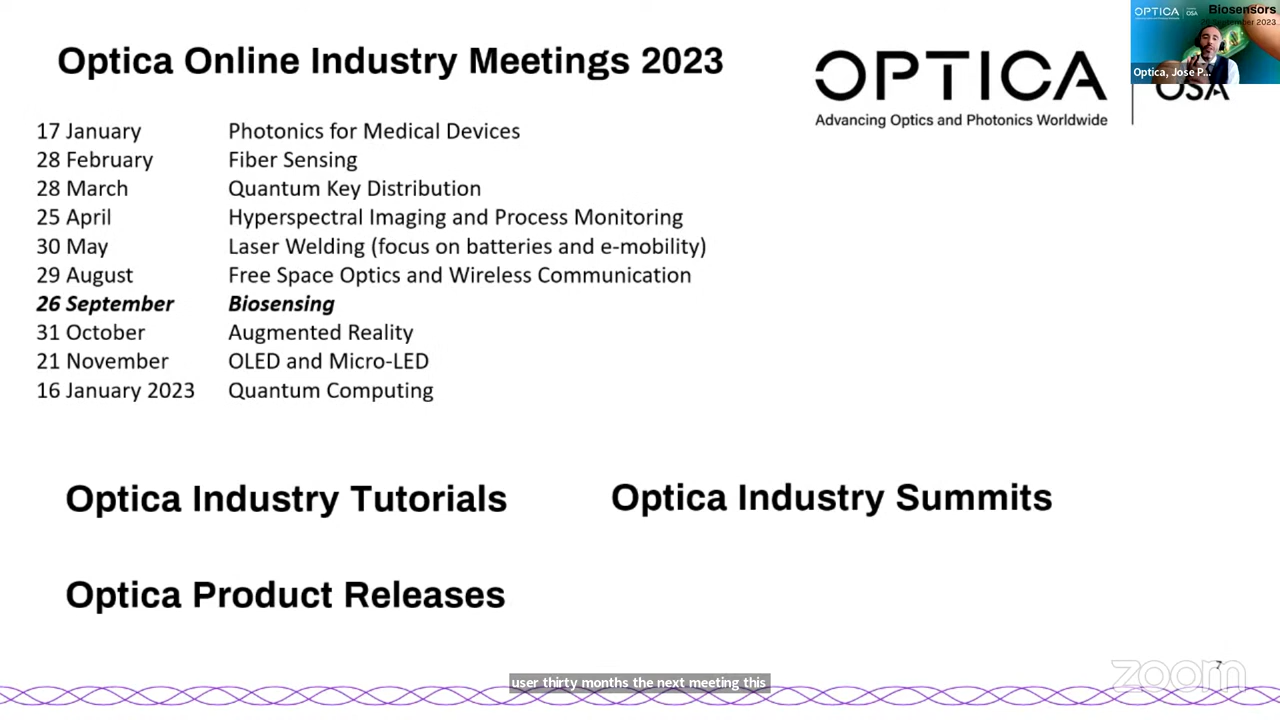 Optica Online Industry Meetings 2023
OPTICA
Advancing Optics and Photonics Worldwide
OSA
OPTICA
OSA
Biosensors
September 2023
Optica, Jose P...
17 January Photonics for Medical Devices
28 February Fiber Sensing
28 March Quantum Key Distribution
25 April Hyperspectral Imaging and Process Monitoring
30 May Laser Welding (focus on batteries and e-mobility)
29 August Free Space Optics and Wireless Communication
26 September Biosensing
31 October Augmented Reality
21 November OLED and Micro-LED
16 January 2023 Quantum Computing
Optica Industry Tutorials
Optica Industry Summits
Optica Product Releases
7
zoom
user thirty months the next meeting this